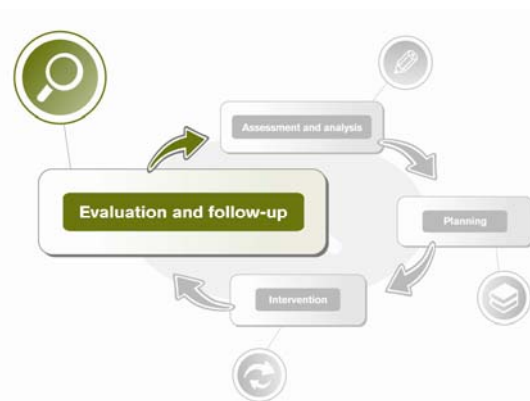 Assessment and analysis
Evaluation and follow-up
Planning
Intervention